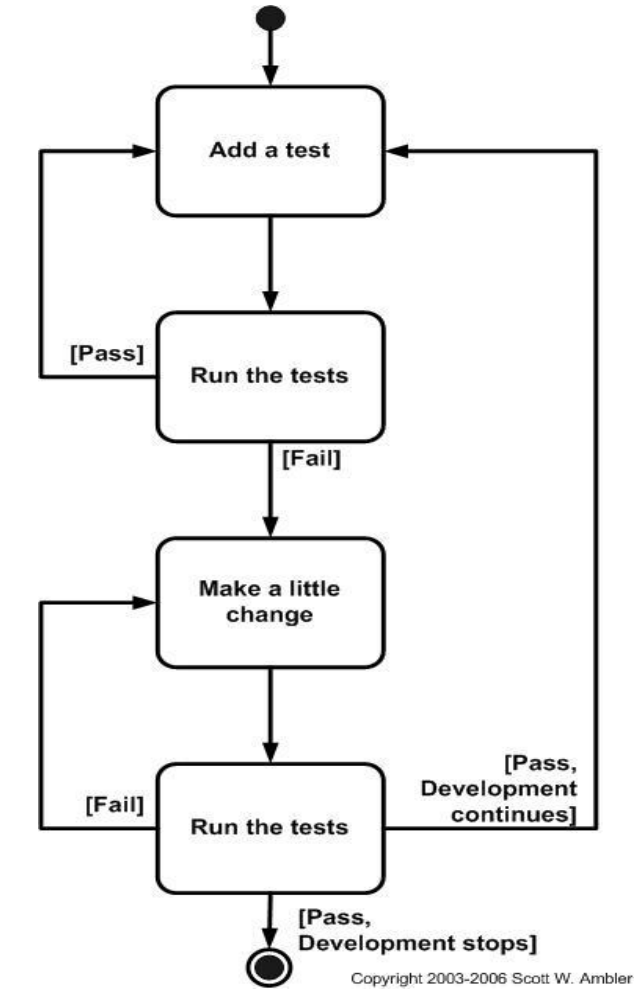 Add a test
[Pass]
Run the tests
[Fail]
Make a little
change
[Fail]
Run the tests
[Pass,
Development
continues]
[Pass,
Development stops]
Copyright 2003-2006 Scott W. Ambler